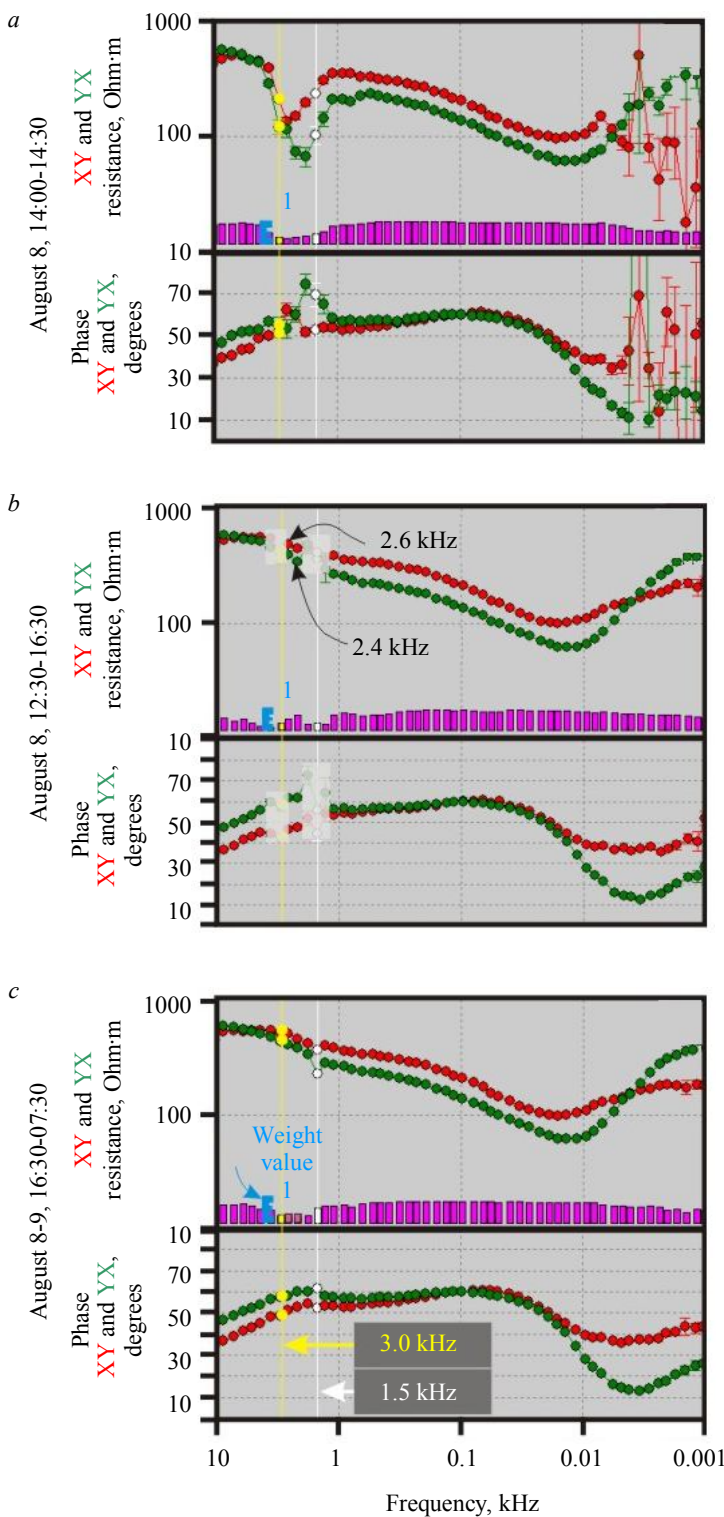 a
August 8, 14:00-14:30
XY and YX
resistance, Ohm·m
1000
100
10
1
Phase
XY and YX,
degrees
70
50
30
10
b
August 8, 12:30-16:30
XY and YX
resistance, Ohm·m
1000
100
10
2.6 kHz
2.4 kHz
1
Phase
XY and YX,
degrees
70
50
30
10
c
August 8-9, 16:30-07:30
XY and YX
resistance, Ohm·m
1000
100
10
Weight
value
1
Phase
XY and YX,
degrees
70
50
30
10
3.0 kHz
1.5 kHz
10
1
0.1
0.01
0.001
Frequency, kHz